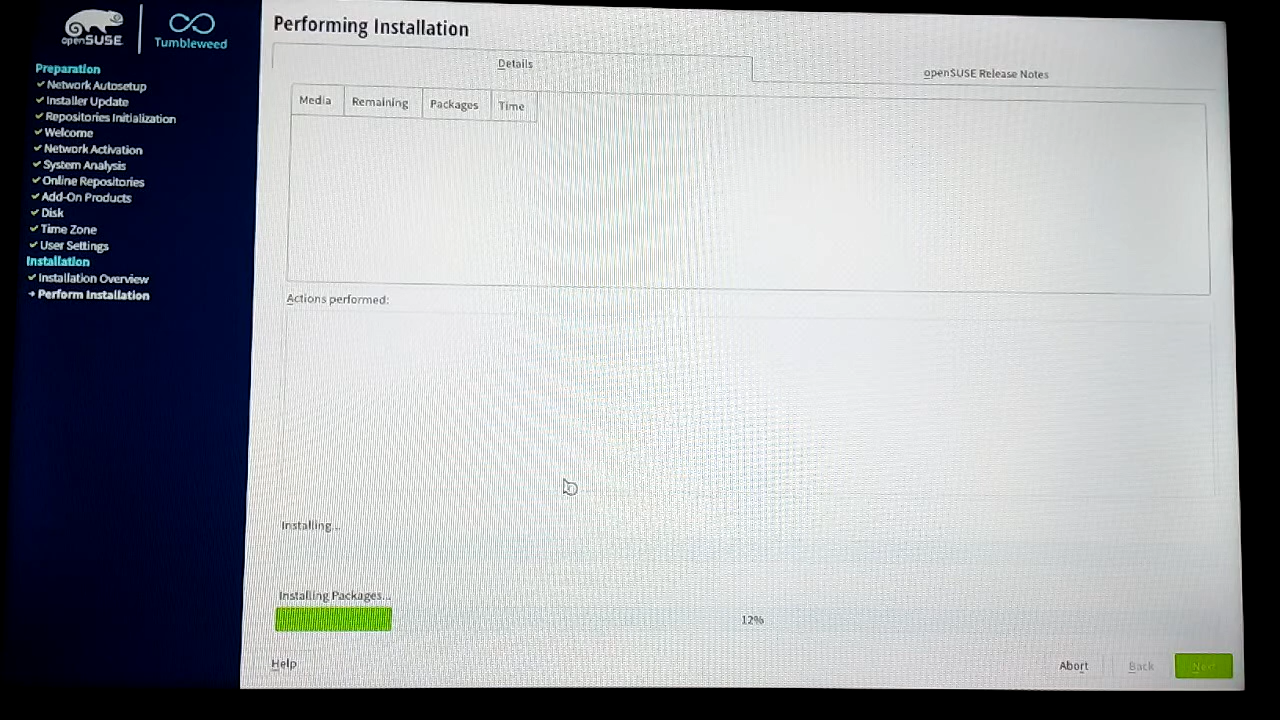 openSUSE
Tumbleweed
Preparation
Network Autosetup
Installer Update
Repositories Initialization
Welcome
Network Activation
System Analysis
Online Repositories
Add-On Products
Disk
Time Zone
User Settings
Installation
Installation Overview
Perform Installation
Performing Installation
Details
openSUSE Release Notes
Media Remaining Packages Time
Actions performed:
Installing...
Installing Packages...
12%
Help
Abort Back Next